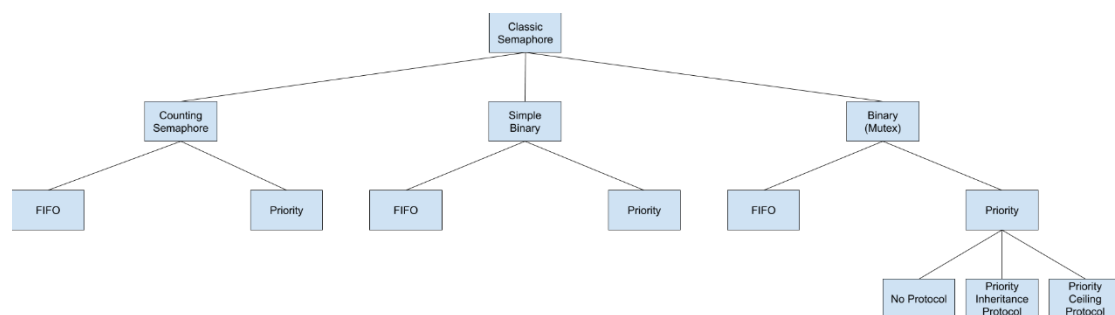 Classic
Semaphore
Counting
Semaphore
Simple
Binary
Binary
(Mutex)
FIFO
Priority
FIFO
Priority
FIFO
Priority
No Protocol
Priority
Inheritance
Protocol
Priority
Ceiling
Protocol